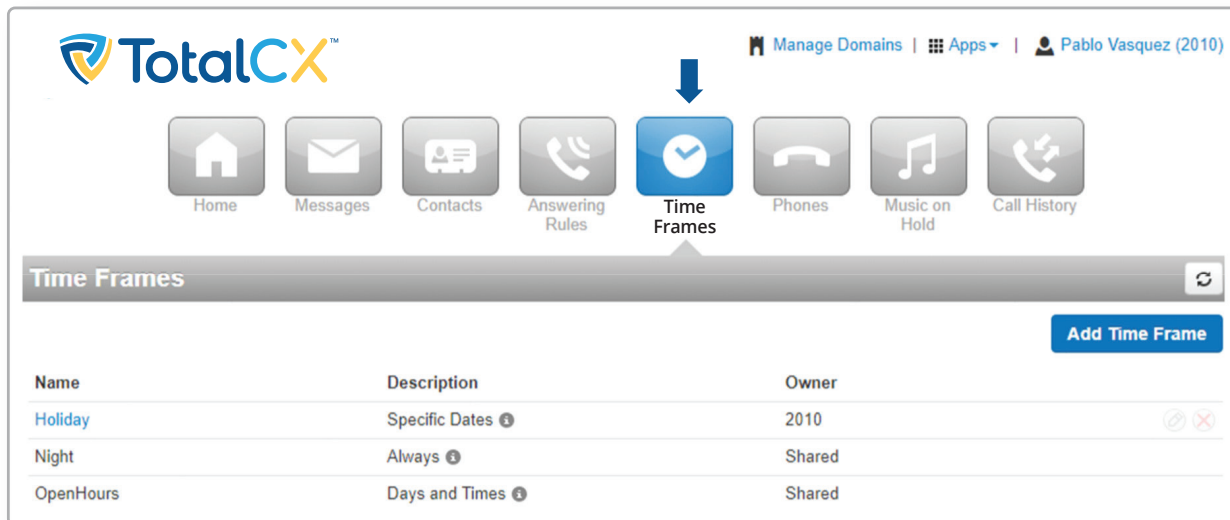 TotalCX™
Manage Domains | Apps | Pablo Vasquez (2010)
Home Messages Contacts Answering Rules Time Frames Phones Music on Hold Call History
Time Frames
Add Time Frame
Name Description Owner
Holiday Specific Dates 2010
Night Always Shared
OpenHours Days and Times Shared